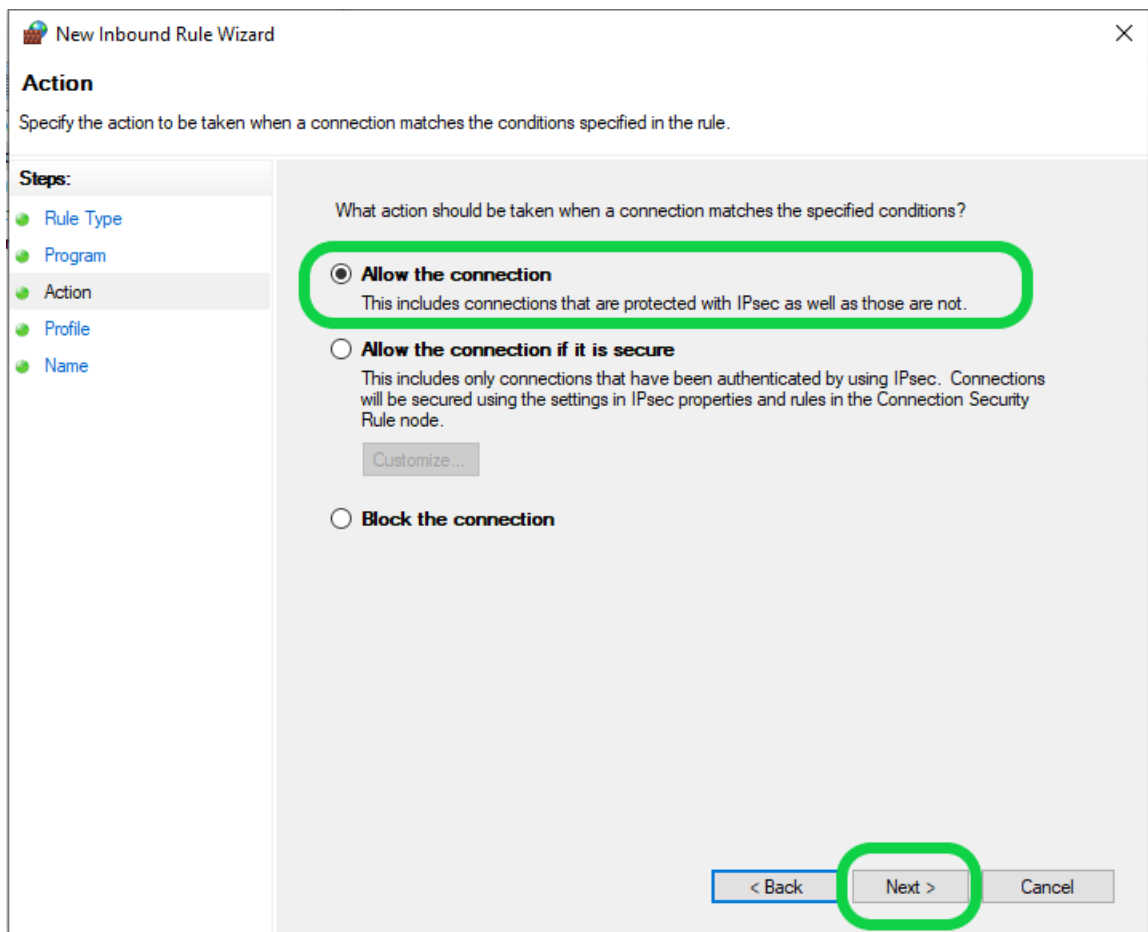 New Inbound Rule Wizard
Action
Specify the action to be taken when a connection matches the conditions specified in the rule.
Steps:
Rule Type
Program
Action
Profile
Name
What action should be taken when a connection matches the specified conditions?
Allow the connection
This includes connections that are protected with IPsec as well as those are not.
Allow the connection if it is secure
This includes only connections that have been authenticated by using IPsec. Connections
will be secured using the settings in IPsec properties and rules in the Connection Security
Rule node.
Customize...
Block the connection
< Back
Next >
Cancel